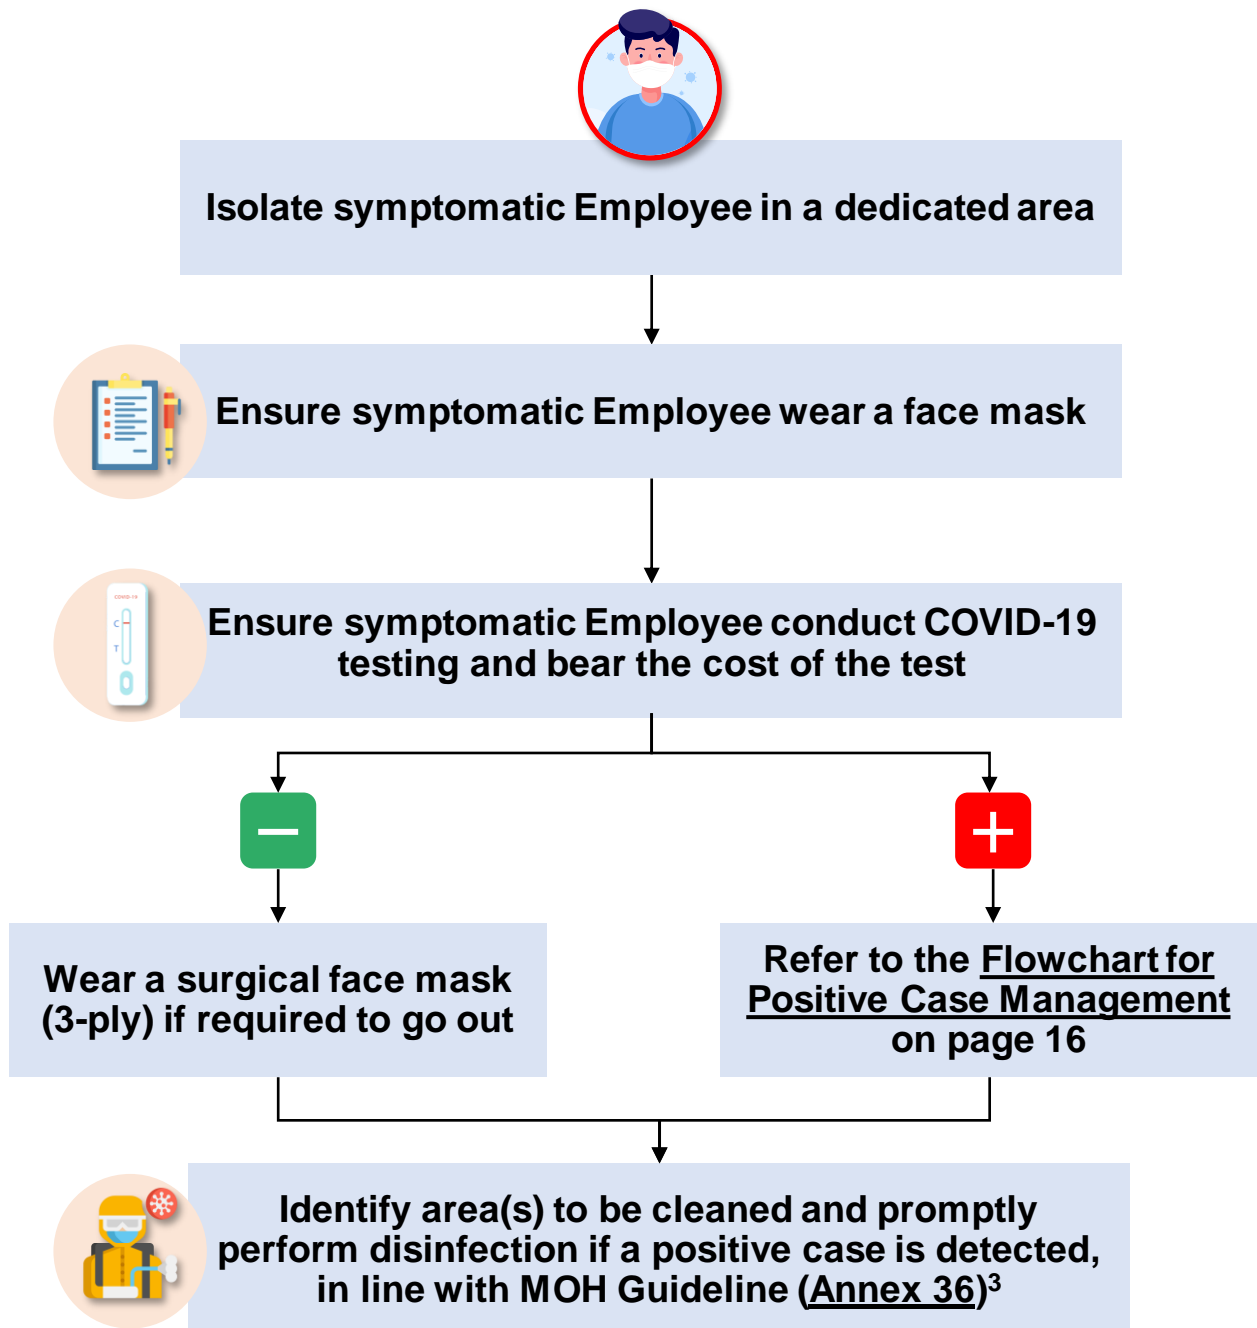 Isolate symptomatic Employee in a dedicated area
Ensure symptomatic Employee wear a face mask
COVID-19
C
T
Ensure symptomatic Employee conduct COVID-19
testing and bear the cost of the test
Wear a surgical face mask
(3-ply) if required to go out
Refer to the Flowchart for
Positive Case Management
on page 16
Identify area(s) to be cleaned and promptly
perform disinfection if a positive case is detected,
in line with MOH Guideline (Annex 36)³